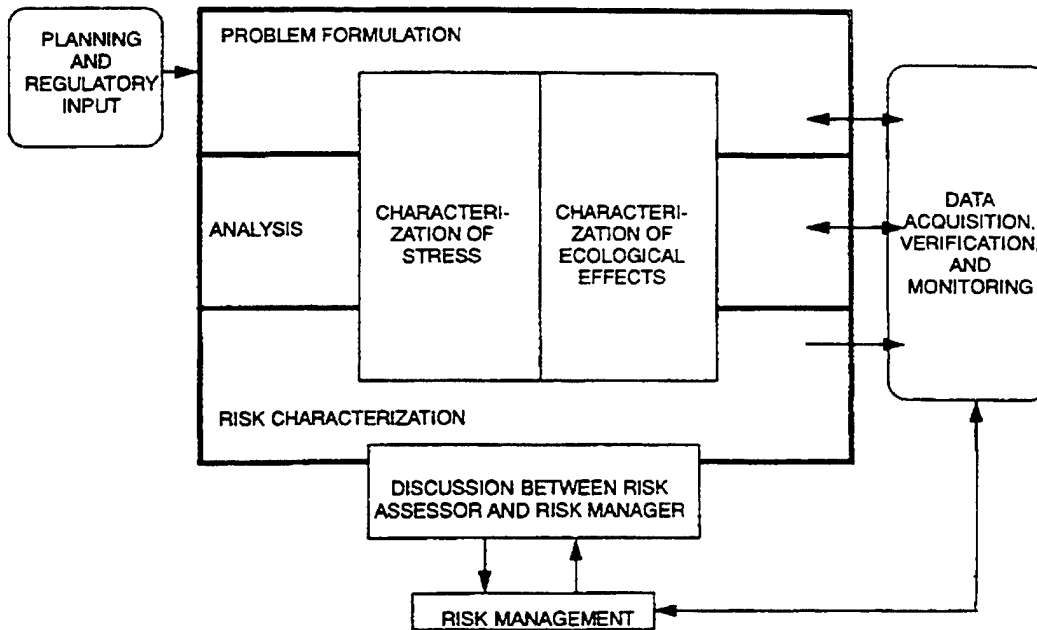 PLANNING
AND
REGULATORY
INPUT
PROBLEM FORMULATION
ANALYSIS
CHARACTERI-
ZATION OF
STRESS
CHARACTERI-
ZATION OF
ECOLOGICAL
EFFECTS
DATA
ACQUISITION,
VERIFICATION,
AND
MONITORING
RISK CHARACTERIZATION
DISCUSSION BETWEEN RISK
ASSESSOR AND RISK MANAGER
RISK MANAGEMENT